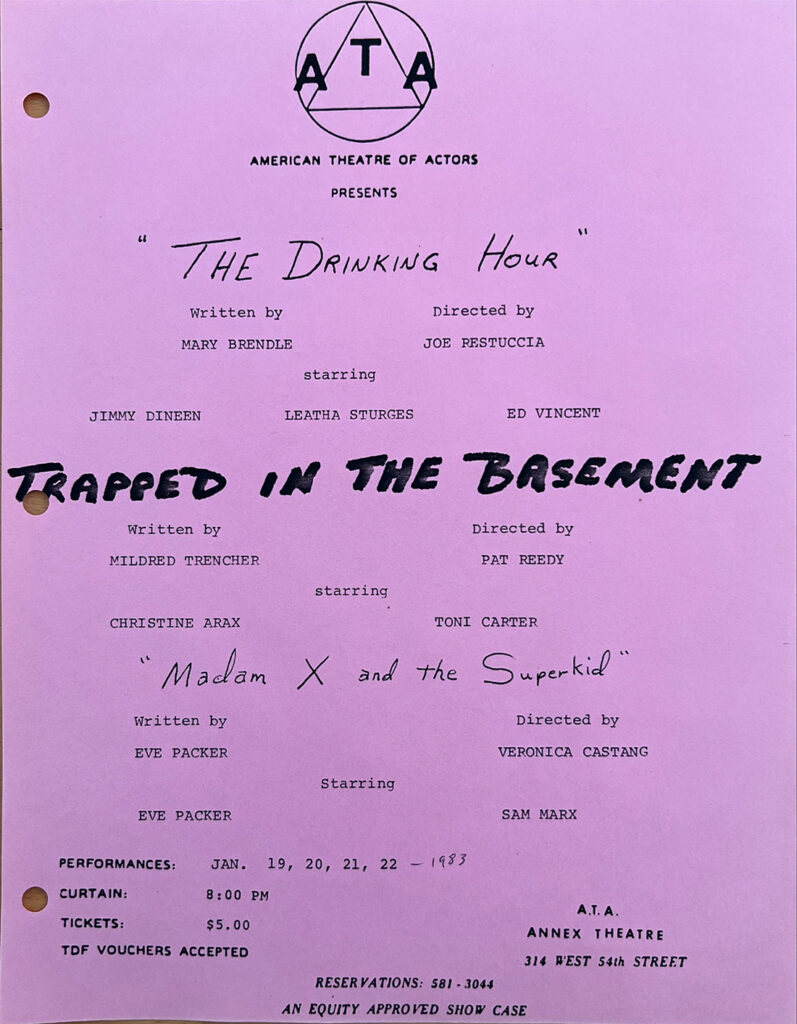 ATA
AMERICAN THEATRE OF ACTORS
PRESENTS
"THE DRINKING HOUR"
Written by Directed by
MARY BRENDLE JOE PESTUCCIA
starring
JIMMY DINEEN LEATHA STURGES ED VINCENT
TRAPPED IN THE BASEMENT
Written by Directed by
MILDRED TRENCHER PAT REEDY
starring
CHRISTINE ARAX TONI CARTER
"Madam X and the Superkid"
Written by Directed by
EVE PACKER VERONICA CASTANG
Starring
EVE PACKER SAM MARX
PERFORMANCES: JAN. 19, 20, 21, 22 – 1983
CURTAIN: 8:00 PM
TICKETS: $5.00
TDF VOUCHERS ACCEPTED
A.T.A.
ANNEX THEATRE
314 WEST 54th STREET
RESERVATIONS: 581-3044
AN EQUITY APPROVED SHOW CASE